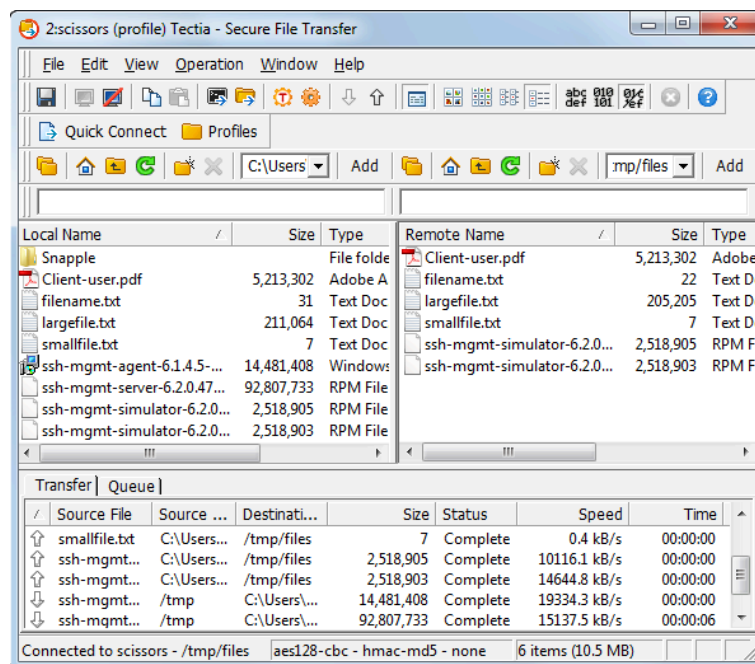 2:scissors (profile) Tectia - Secure File Transfer
File Edit View Operation Window Help
abc def 010 101
Quick Connect Profiles
C:\Users Add :mp/files Add
Local Name Size Type Remote Name Size Type
Snapple File folde Client-user.pdf 5,213,302 Adobe
Client-user.pdf 5,213,302 Adobe A filename.txt 22 Text D
filename.txt 31 Text Doc largefile.txt 205,205 Text D
largefile.txt 211,064 Text Doc smallfile.txt 7 Text D
smallfile.txt 7 Text Doc ssh-mgmt-simulator-6.2.0... 2,518,905 RPM F
ssh-mgmt-agent-6.1.4.5-... 14,481,408 Windows ssh-mgmt-simulator-6.2.0... 2,518,903 RPM F
ssh-mgmt-server-6.2.0.47... 92,807,733 RPM File
ssh-mgmt-simulator-6.2.0... 2,518,905 RPM File
ssh-mgmt-simulator-6.2.0... 2,518,903 RPM File
Transfer Queue
Source File Source ... Destinati... Size Status Speed Time
smallfile.txt C:\Users... /tmp/files 7 Complete 0.4 kB/s 00:00:00
ssh-mgmt... C:\Users... /tmp/files 2,518,905 Complete 10116.1 kB/s 00:00:00
ssh-mgmt... C:\Users... /tmp/files 2,518,903 Complete 14644.8 kB/s 00:00:00
ssh-mgmt... /tmp C:\Users\... 14,481,408 Complete 19334.3 kB/s 00:00:00
ssh-mgmt... /tmp C:\Users\... 92,807,733 Complete 15137.5 kB/s 00:00:06
Connected to scissors - /tmp/files aes128-cbc - hmac-md5 - none 6 items (10.5 MB)